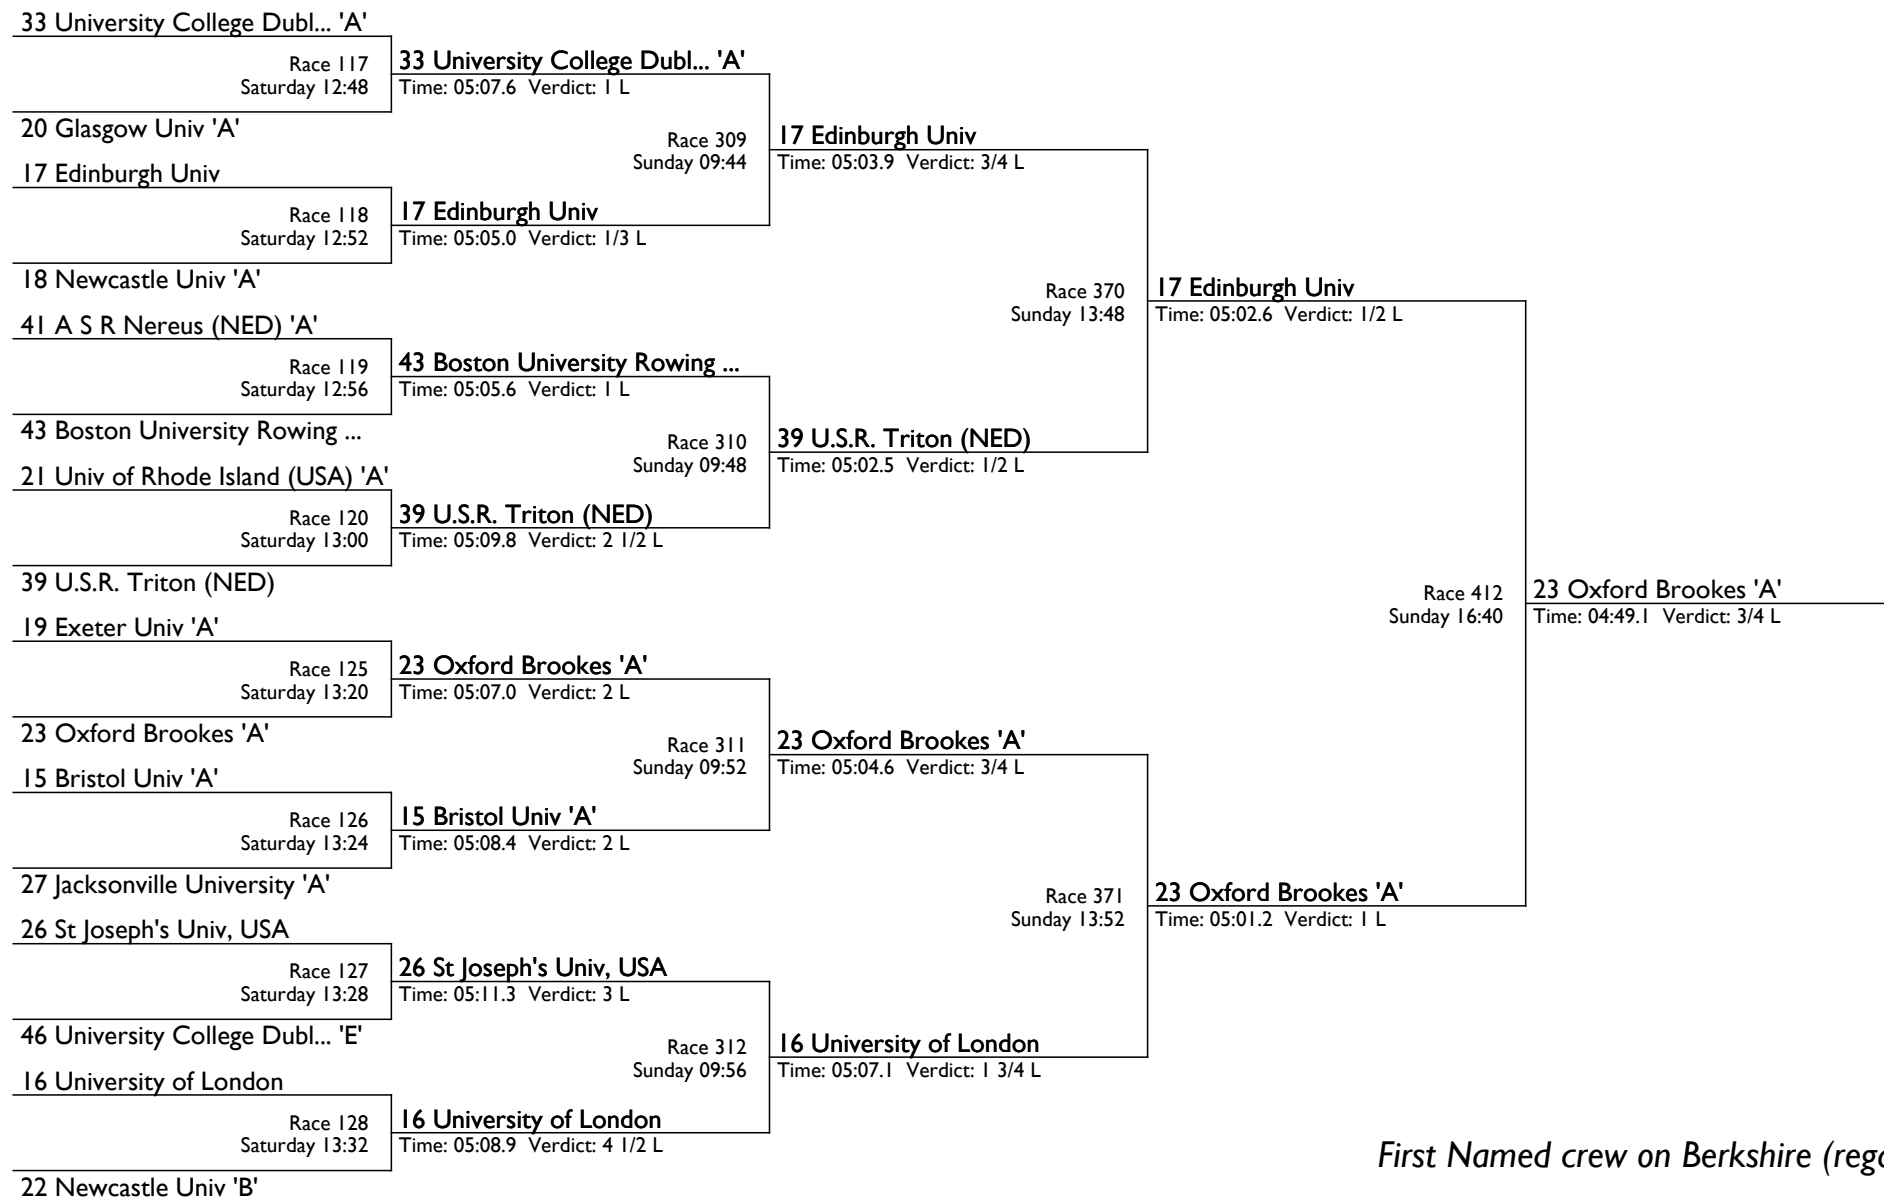 33 University College Dubl... 'A'
Race 117
Saturday 12:48
20 Glasgow Univ 'A'
33 University College Dubl... 'A'
Time: 05:07.6 Verdict: 1 L
17 Edinburgh Univ
Race 118
Saturday 12:52
18 Newcastle Univ 'A'
17 Edinburgh Univ
Time: 05:05.0 Verdict: 1/3 L
Race 309
Sunday 09:44
17 Edinburgh Univ
Time: 05:03.9 Verdict: 3/4 L
41 A S R Nereus (NED) 'A'
Race 119
Saturday 12:56
43 Boston University Rowing ...
43 Boston University Rowing ...
Time: 05:05.6 Verdict: 1 L
21 Univ of Rhode Island (USA) 'A'
Race 120
Saturday 13:00
39 U.S.R. Triton (NED)
39 U.S.R. Triton (NED)
Time: 05:09.8 Verdict: 2 1/2 L
Race 310
Sunday 09:48
39 U.S.R. Triton (NED)
Time: 05:02.5 Verdict: 1/2 L
Race 370
Sunday 13:48
17 Edinburgh Univ
Time: 05:02.6 Verdict: 1/2 L
19 Exeter Univ 'A'
Race 125
Saturday 13:20
23 Oxford Brookes 'A'
23 Oxford Brookes 'A'
Time: 05:07.0 Verdict: 2 L
15 Bristol Univ 'A'
Race 126
Saturday 13:24
27 Jacksonville University 'A'
15 Bristol Univ 'A'
Time: 05:08.4 Verdict: 2 L
Race 311
Sunday 09:52
23 Oxford Brookes 'A'
Time: 05:04.6 Verdict: 3/4 L
26 St Joseph's Univ, USA
Race 127
Saturday 13:28
46 University College Dubl... 'E'
26 St Joseph's Univ, USA
Time: 05:11.3 Verdict: 3 L
16 University of London
Race 128
Saturday 13:32
22 Newcastle Univ 'B'
16 University of London
Time: 05:08.9 Verdict: 4 1/2 L
Race 312
Sunday 09:56
16 University of London
Time: 05:07.1 Verdict: 1 3/4 L
Race 371
Sunday 13:52
23 Oxford Brookes 'A'
Time: 05:01.2 Verdict: 1 L
Race 412
Sunday 16:40
23 Oxford Brookes 'A'
Time: 04:49.1 Verdict: 3/4 L
First Named crew on Berkshire